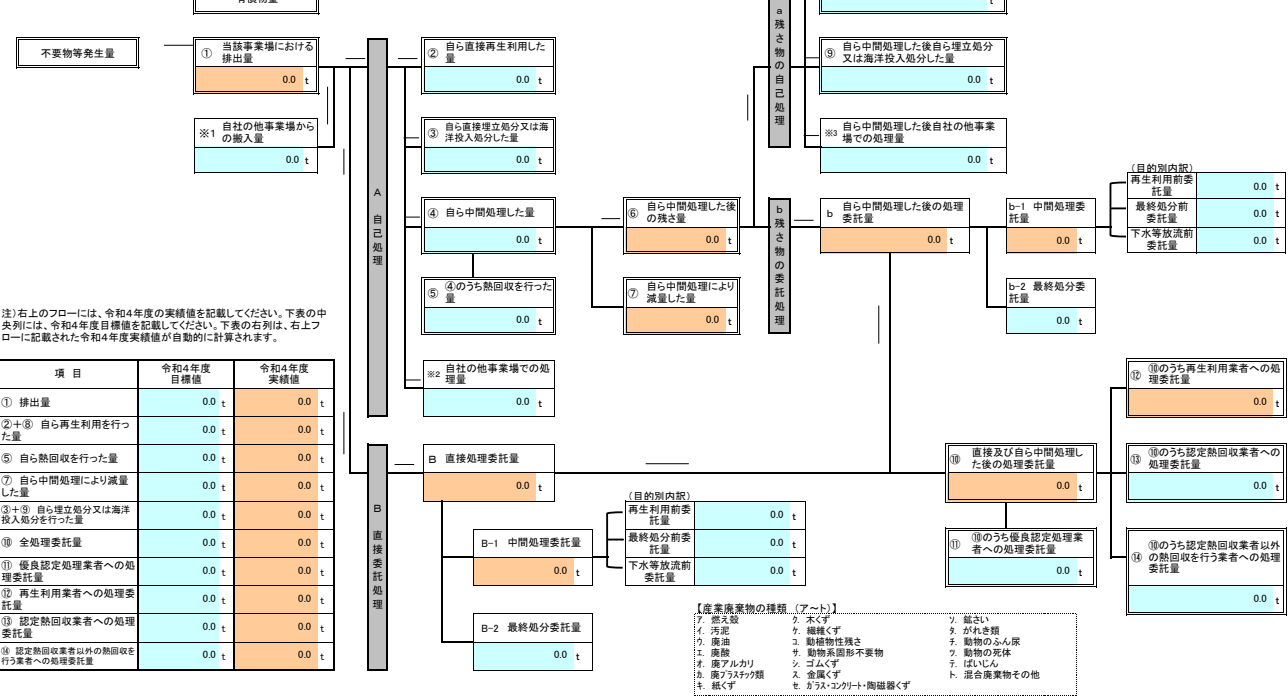 不要物等発生量
① 当該事業場における
排出量
0.0 t
※1 自社の他事業場から
の搬入量
0.0 t
A 自己処理
② 自ら直接再生利用した
量
0.0 t
③ 自ら直接埋立処分又は海
洋投入処分した量
0.0 t
④ 自ら中間処理した量
0.0 t
⑤ ④のうち熱回収を行った
量
0.0 t
※2 自社の他事業場での処
理量
0.0 t
⑥ 自ら中間処理した後
の残さ量
0.0 t
⑦ 自ら中間処理により
減量した量
0.0 t
a 残さ物の自己処理
t
⑨ 自ら中間処理した後自ら埋立処分
又は海洋投入処分した量
0.0 t
※3 自ら中間処理した後自社の他事業
場での処理量
0.0 t
b 残さ物の委託処理
b 自ら中間処理した後の処理
委託量
0.0 t
b-1 中間処理委
託量
0.0 t
b-2 最終処分委
託量
0.0 t
(目的別内訳)
再生利用前委
託量
0.0 t
最終処分前
委託量
0.0 t
下水等放流前
委託量
0.0 t
注)右上のフローには、令和4年度の実績値を記載してください。下表の中
央列には、令和4年度目標値を記載してください。下表の右列は、右上フ
ローに記載された令和4年度実績値が自動的に計算されます。
項 目 令和4年度
目標値 令和4年度
実績値
① 排出量 0.0 t 0.0 t
②+⑧ 自ら再生利用を行っ
た量 0.0 t 0.0 t
⑤ 自ら熱回収を行った量 0.0 t 0.0 t
⑦ 自ら中間処理により減量
した量 0.0 t 0.0 t
③+⑨ 自ら埋立処分又は海洋
投入処分を行った量 0.0 t 0.0 t
⑩ 全処理委託量 0.0 t 0.0 t
⑪ 優良認定処理業者への処
理委託量 0.0 t 0.0 t
⑫ 再生利用業者への処理委
託量 0.0 t 0.0 t
⑬ 認定熱回収業者への処理
委託量 0.0 t 0.0 t
⑭ 認定熱回収業者以外の熱回収を
行う業者への処理委託量 0.0 t 0.0 t
B 直接委託処理
B 直接処理委託量
0.0 t
B-1 中間処理委託量
0.0 t
B-2 最終処分委託量
0.0 t
(目的別内訳)
再生利用前委
託量
0.0 t
最終処分前委
託量
0.0 t
下水等放流前
委託量
0.0 t
⑩ 直接及び自ら中間処理し
た後の処理委託量
0.0 t
⑪ ⑩のうち優良認定処理業
者への処理委託量
0.0 t
⑫ ⑩のうち再生利用業者への処
理委託量
0.0 t
⑬ ⑩のうち認定熱回収業者への
処理委託量
0.0 t
⑭ ⑩のうち認定熱回収業者以外
の熱回収を行う業者への処理
委託量
0.0 t
【産業廃棄物の種類 (ア~ト)】
ア. 燃え殻 ク. 木くず ソ. 鉱さい
イ. 汚泥 ケ. 繊維くず タ. がれき類
ウ. 廃油 コ. 動植物性残さ チ. 動物のふん尿
エ. 廃酸 サ. 動物系固形不要物 ツ. 動物の死体
オ. 廃アルカリ シ. ゴムくず テ. ばいじん
カ. 廃プラスチック類 ス. 金属くず ト. 混合廃棄物その他
キ. 紙くず セ. ガラス・コンクリート・陶磁器くず